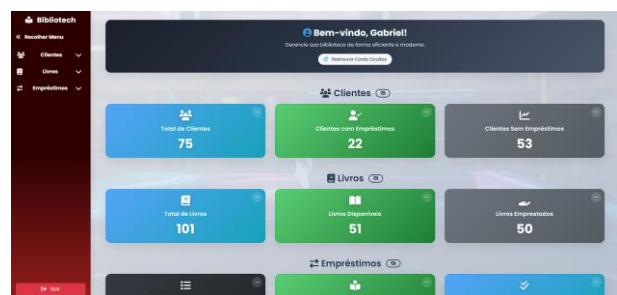 Bibliotech
Recolher Menu
Clientes
Livros
Empréstimos
Sair
Bem-vindo, Gabriel!
Gerencie sua biblioteca de forma eficiente e moderna.
Restaurar Cards Ocultos
Clientes
Total de Clientes
75
Clientes com Empréstimos
22
Clientes Sem Empréstimos
53
Livros
Total de Livros
101
Livros Disponíveis
51
Livros Emprestados
50
Empréstimos